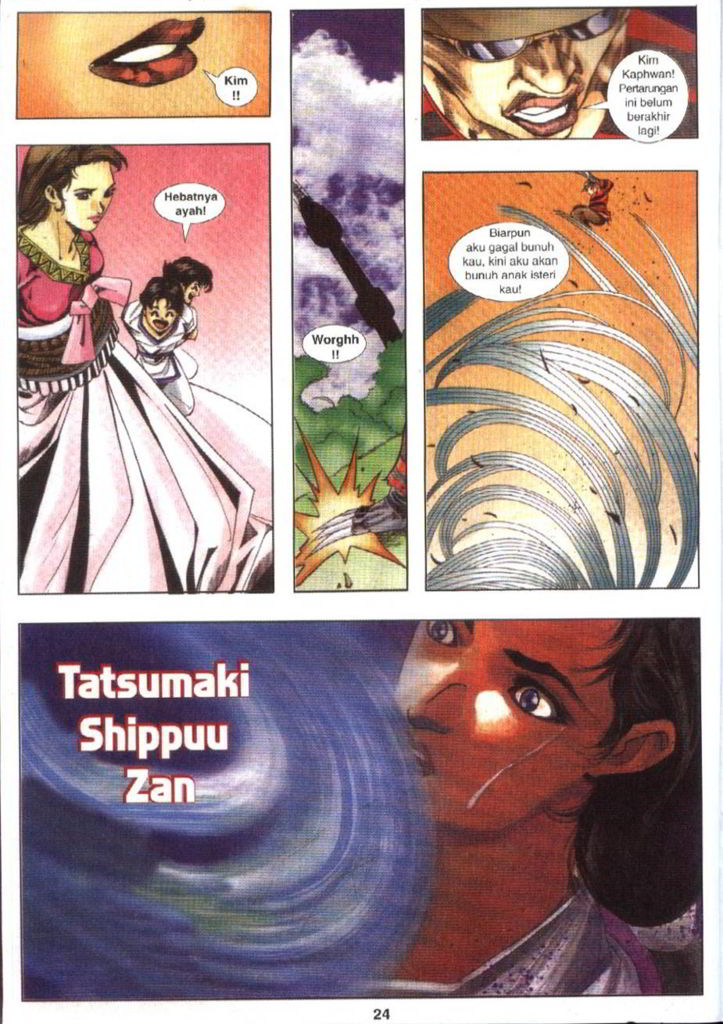 Kim
!!
Hebatnya
ayah!
Worghh
!!
Kim
Kaphwan!
Pertarungan
ini belum
berakhir
lagi!
Biarpun
aku gagal bunuh
kau, kini aku akan
bunuh anak isteri
kau!
Tatsumaki
Shippuu
Zan
24